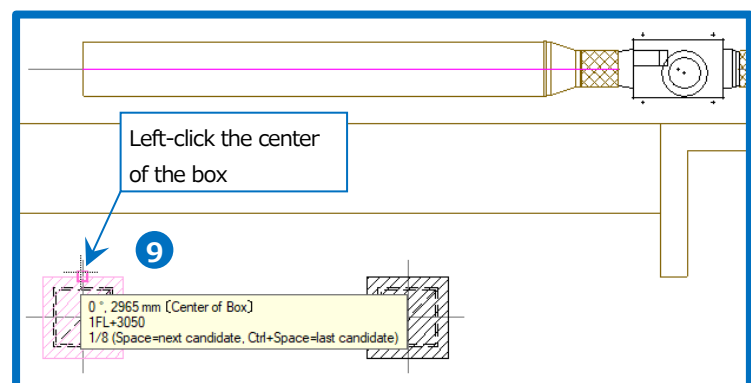 Left-click the center
of the box
9
0 °, 2965 mm [Center of Box]
1FL+3050
1/8 (Space=next candidate, Ctrl+Space=last candidate)